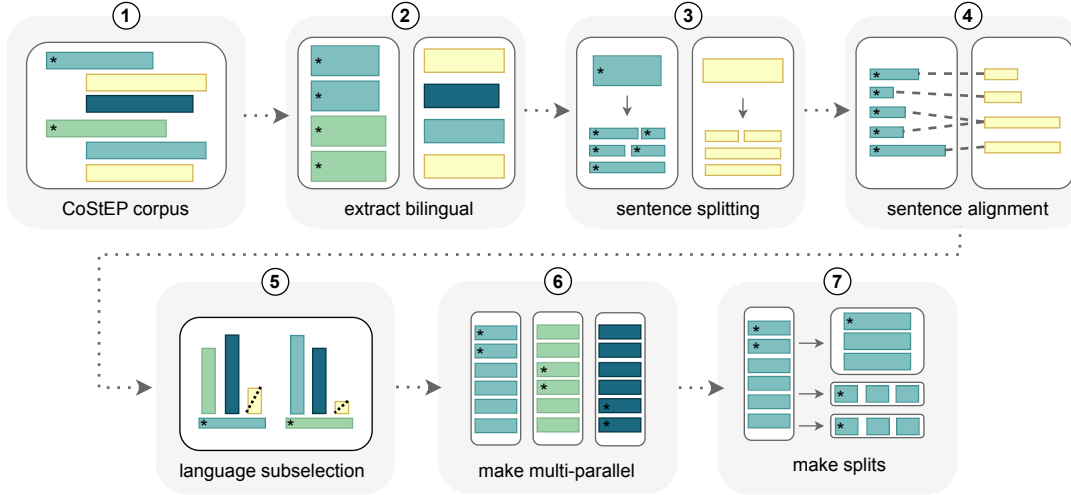 1
2
3
4
CoStEP corpus
extract bilingual
sentence splitting
sentence alignment
5
6
7
language subselection
make multi-parallel
make splits